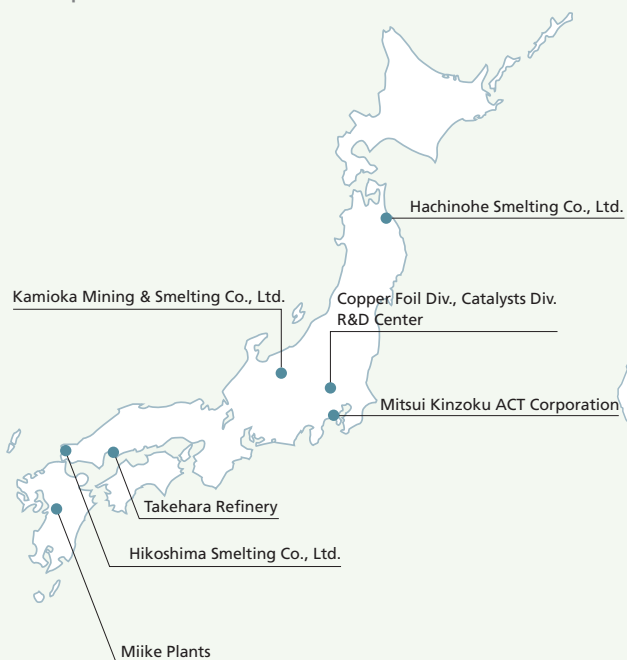 Hachinohe Smelting Co., Ltd.
Kamioka Mining & Smelting Co., Ltd.
Copper Foil Div., Catalysts Div.
R&D Center
Mitsui Kinzoku ACT Corporation
Takehara Refinery
Hikoshima Smelting Co., Ltd.
Miike Plants